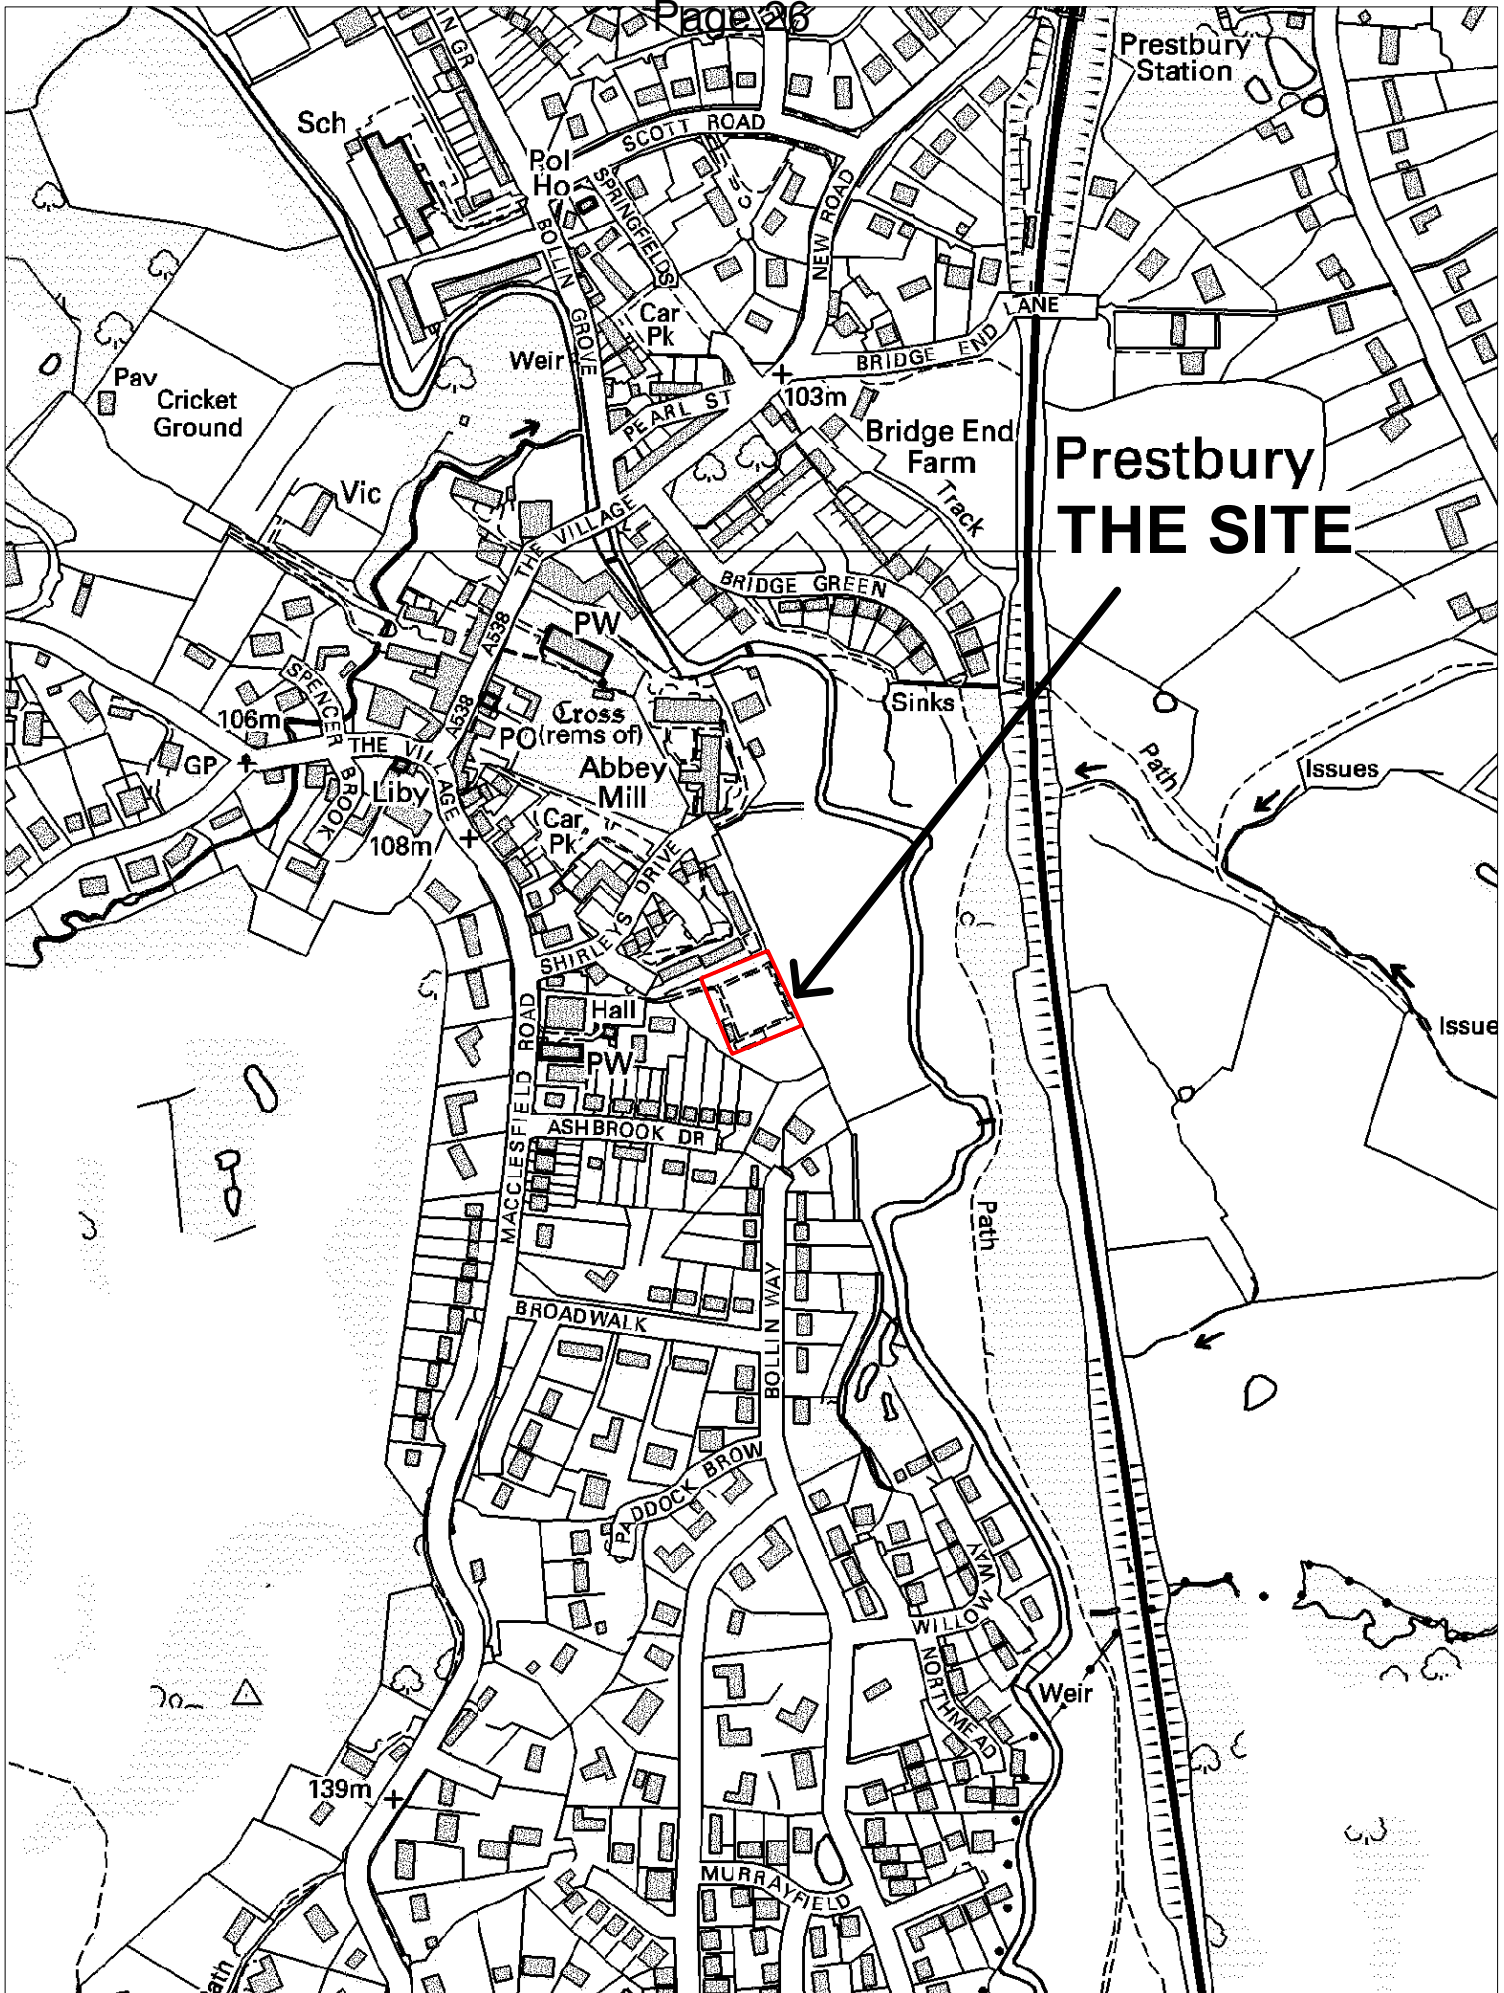 Page 26
Prestbury
Station
Sch
IN GR
SCOTT ROAD
Pol
Ho
SPRINGFIELDS
NEW ROAD
BOLLIN GROVE
Car
Pk
BRIDGE END LANE
Weir
Pav
Cricket
Ground
PEARL ST
103m
Bridge End
Farm
Track
Prestbury
THE SITE
Vic
THE VILLAGE
BRIDGE GREEN
A538
PW
SPENCER BROOK
Sinks
106m
A538
Cross
(rems of)
PO
THE VILLAGE
GP
Liby
Abbey
Mill
Path
Issues
108m
Car
Pk
SHIRLEYS DRIVE
C
Hall
PW
Issue
MACCLESFIELD ROAD
ASHBROOK DR
Path
BROADWALK
BOLLIN WAY
PADDOCK BROW
WILLOW WAY
NORTHMEAD
Weir
139m
MURRAYFIELD
ath